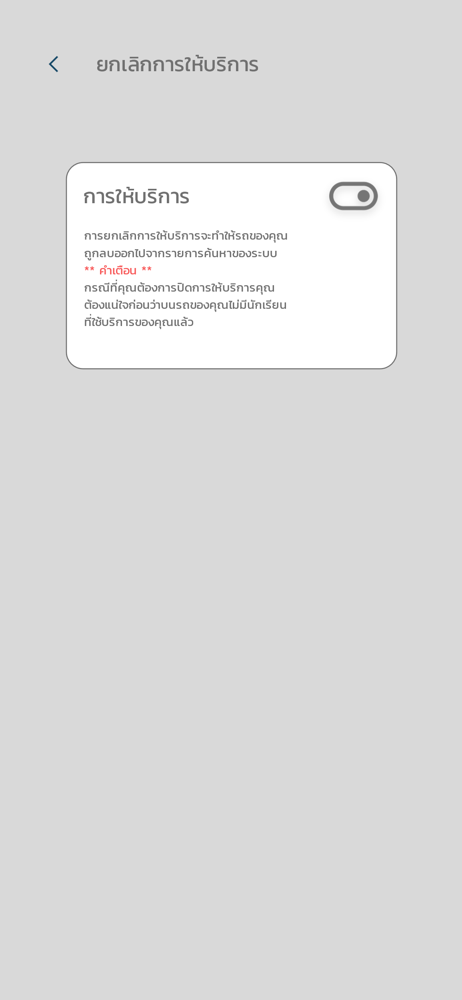 ยกเลิกการให้บริการ
การให้บริการ
การยกเลิกการให้บริการจะทำให้รถของคุณ
ถูกลบออกไปจากรายการค้นหาของระบบ
** คำเตือน **
กรณีที่คุณต้องการปิดการให้บริการคุณ
ต้องแน่ใจก่อนว่าบนรถของคุณไม่มีนักเรียน
ที่ใช้บริการของคุณแล้ว